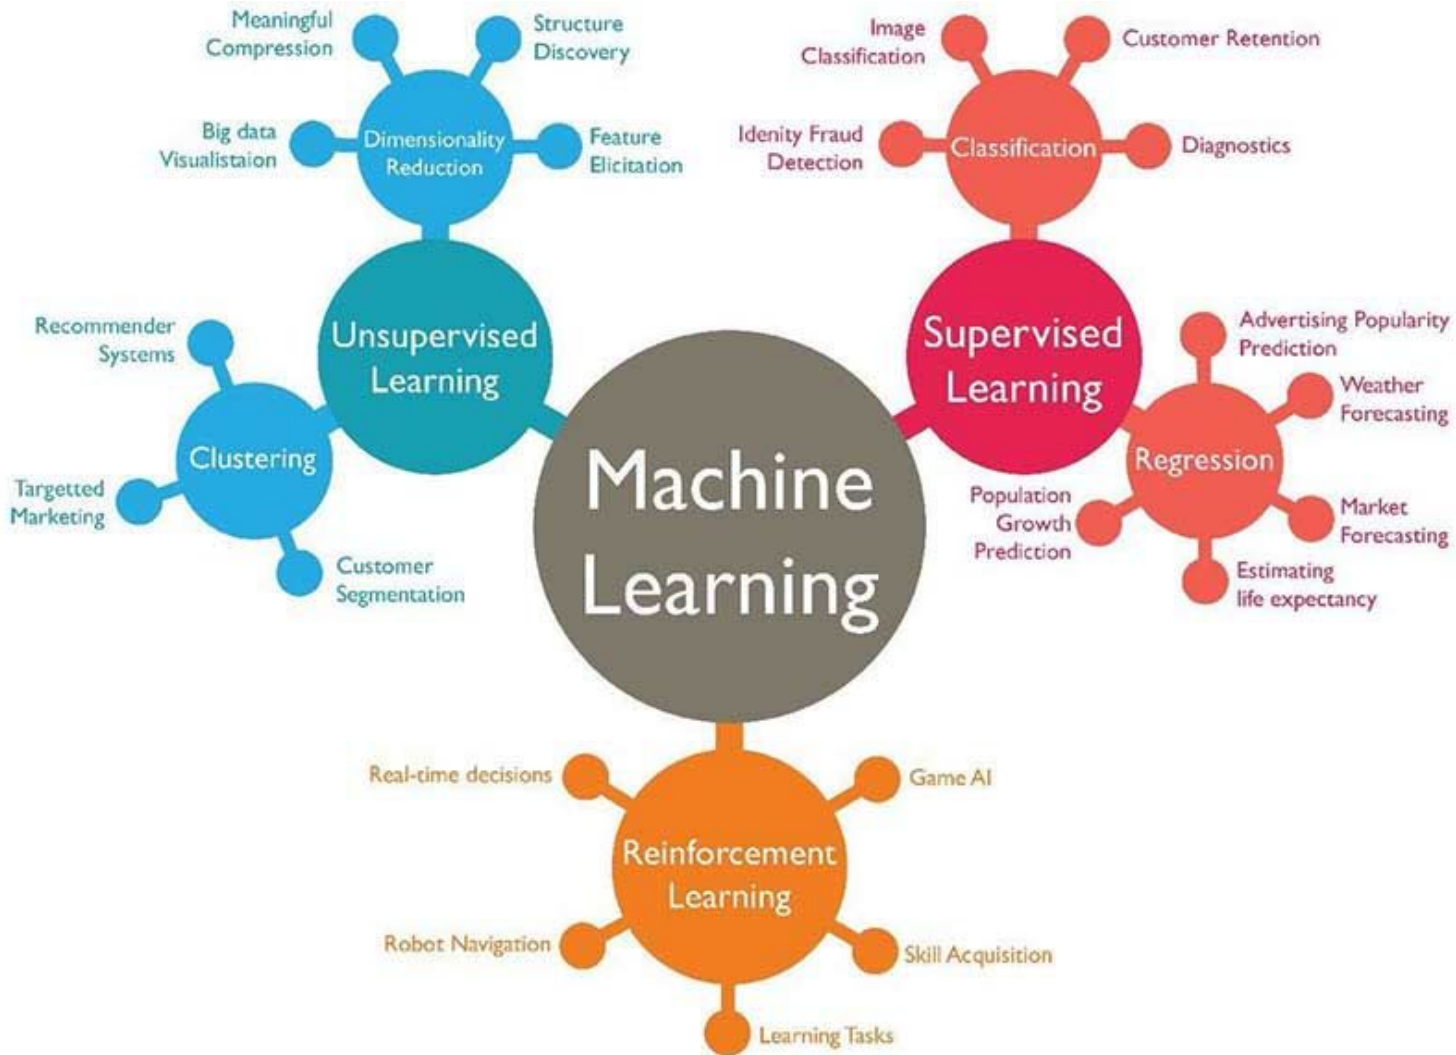 Meaningful
Compression
Structure
Discovery
Big data
Visualistaion
Dimensionality
Reduction
Feature
Elicitation
Image
Classification
Customer Retention
Idenity Fraud
Detection
Classification
Diagnostics
Unsupervised
Learning
Recommender
Systems
Clustering
Targetted
Marketing
Customer
Segmentation
Machine
Learning
Supervised
Learning
Advertising Popularity
Prediction
Weather
Forecasting
Regression
Population
Growth
Prediction
Market
Forecasting
Estimating
life expectancy
Real-time decisions
Game AI
Reinforcement
Learning
Robot Navigation
Skill Acquisition
Learning Tasks